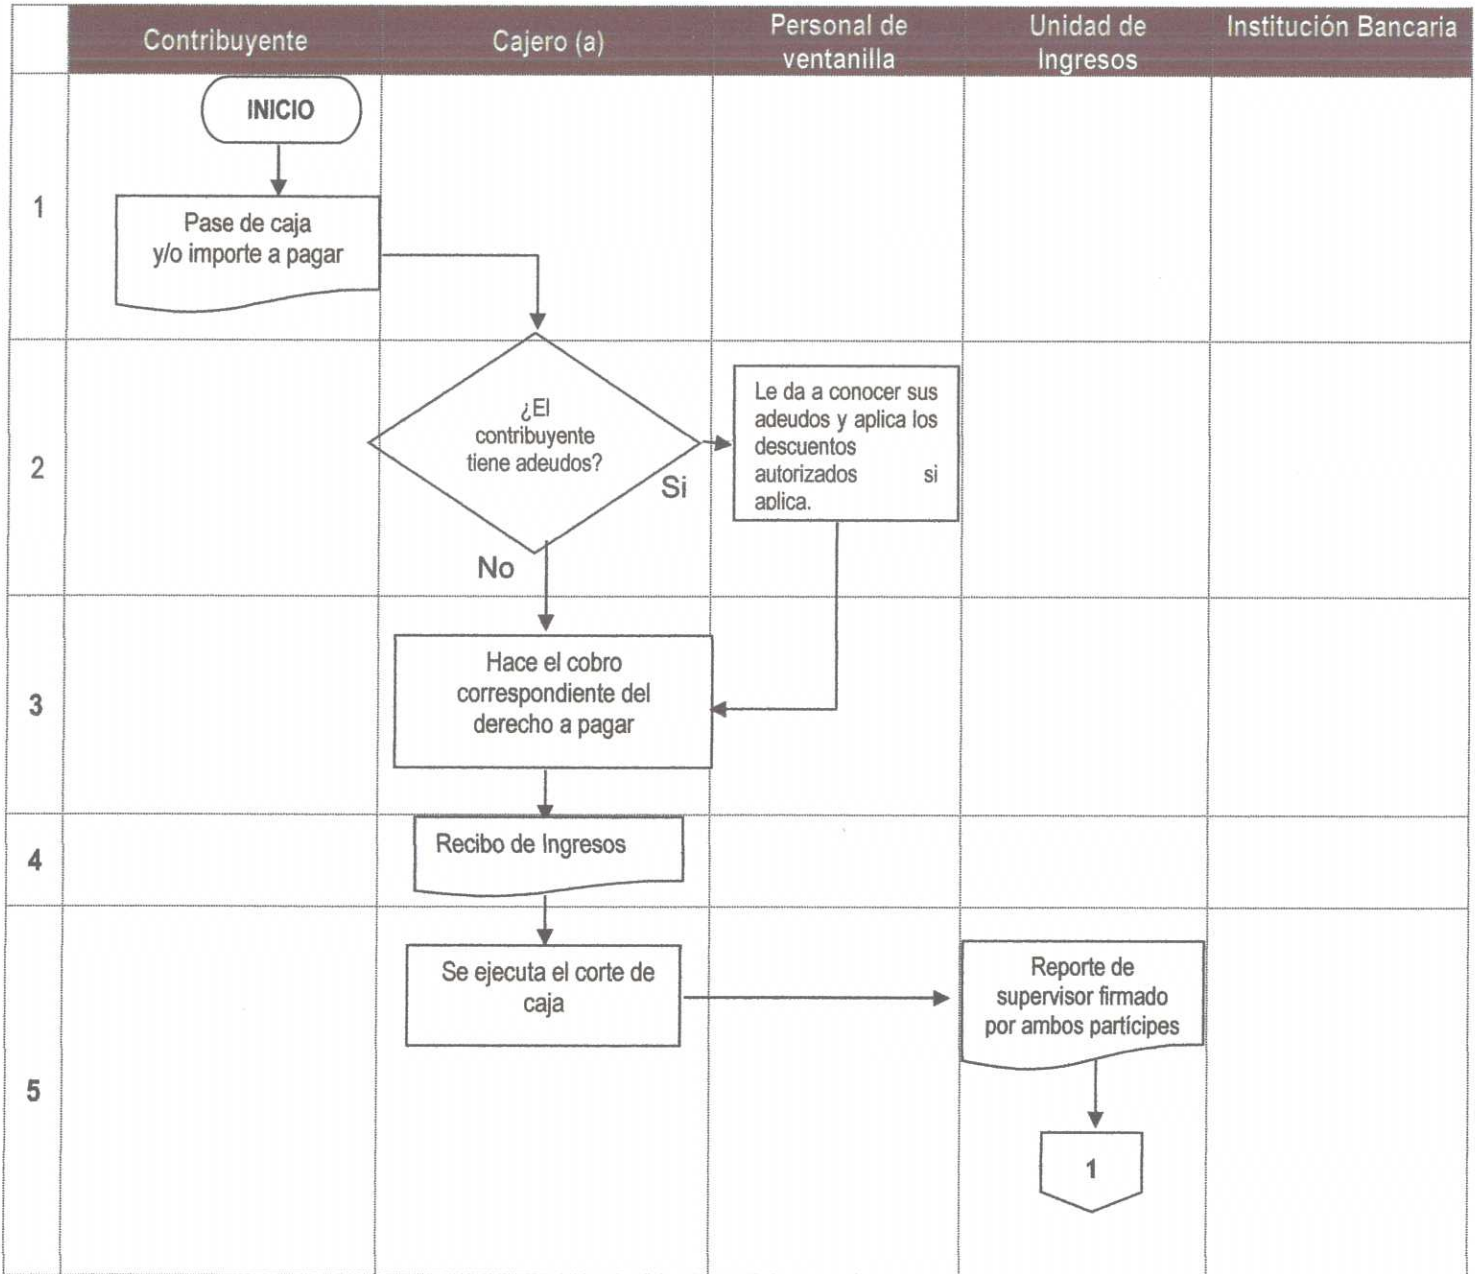 Contribuyente
Cajero (a)
Personal de
ventanilla
Unidad de
Ingresos
Institución Bancaria
INICIO
1
Pase de caja
y/o importe a pagar
2
¿El
contribuyente
tiene adeudos?
Si
No
Le da a conocer sus
adeudos y aplica los
descuentos
autorizados si
aplica.
3
Hace el cobro
correspondiente del
derecho a pagar
4
Recibo de Ingresos
5
Se ejecuta el corte de
caja
Reporte de
supervisor firmado
por ambos partícipes
1